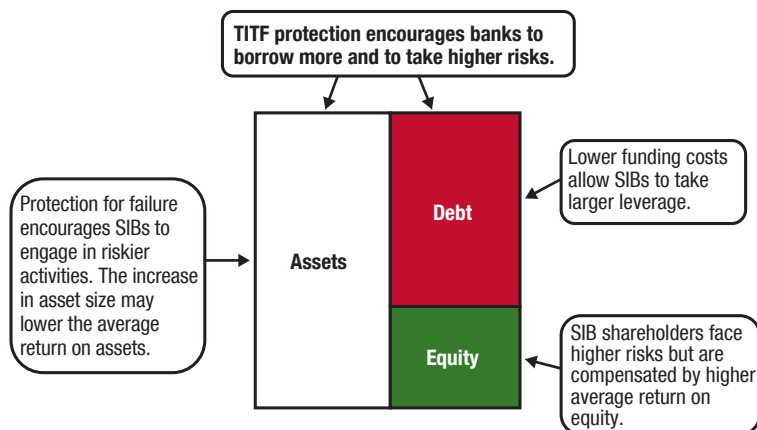 TITF protection encourages banks to
borrow more and to take higher risks.
Protection for failure
encourages SIBs to
engage in riskier
activities. The increase
in asset size may
lower the average
return on assets.
Assets
Debt
Equity
Lower funding costs
allow SIBs to take
larger leverage.
SIB shareholders face
higher risks but are
compensated by higher
average return on
equity.